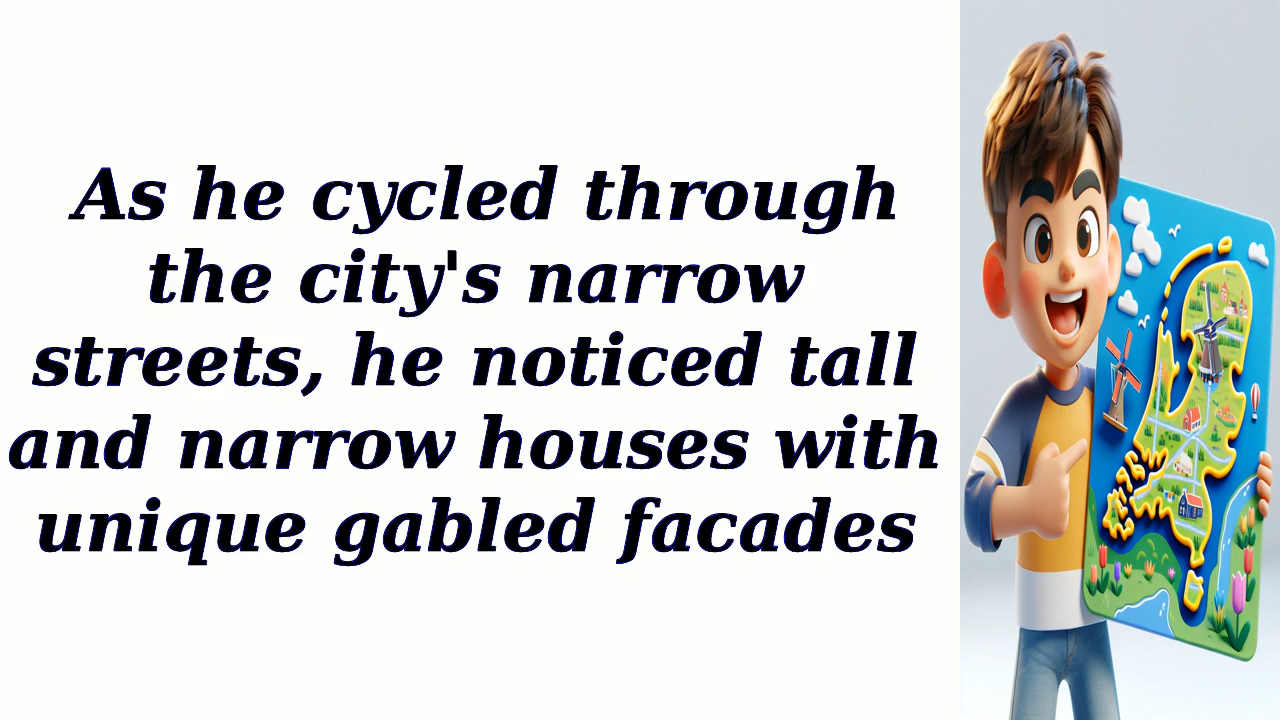 As he cycled through
the city's narrow
streets, he noticed tall
and narrow houses with
unique gabled facades